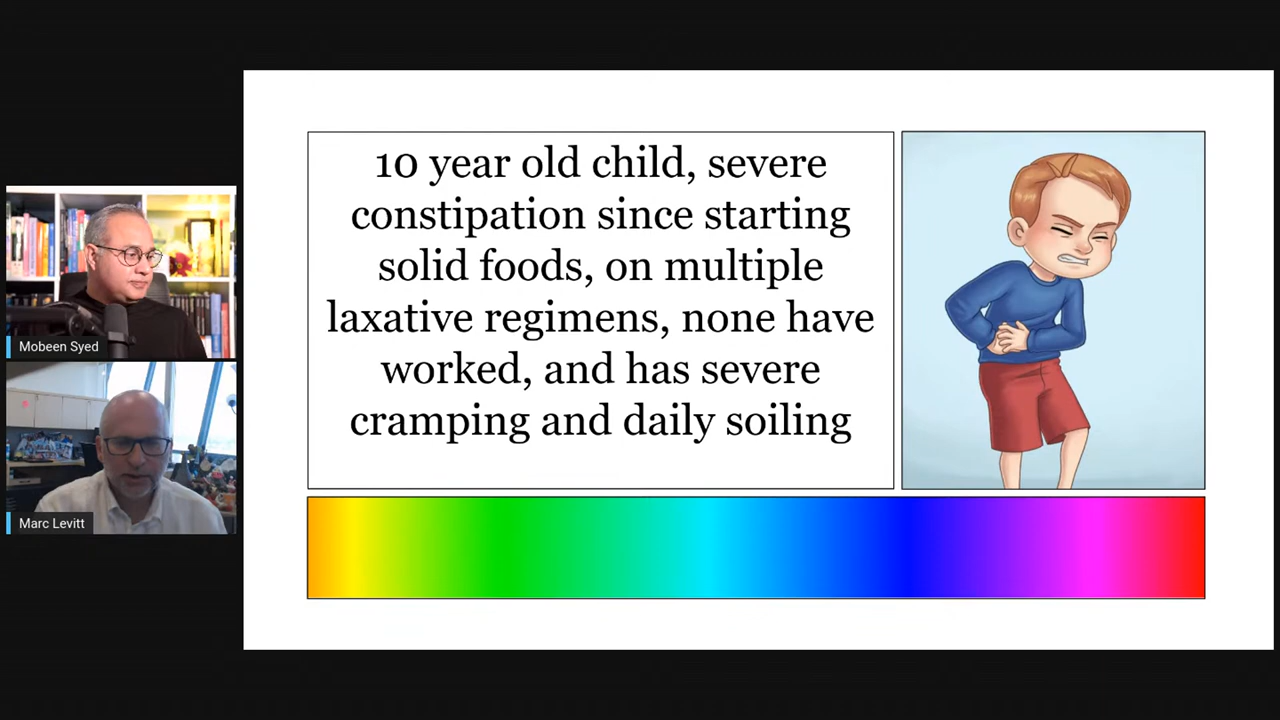 10 year old child, severe
constipation since starting
solid foods, on multiple
laxative regimens, none have
worked, and has severe
cramping and daily soiling
Mobeen Syed
Marc Levitt